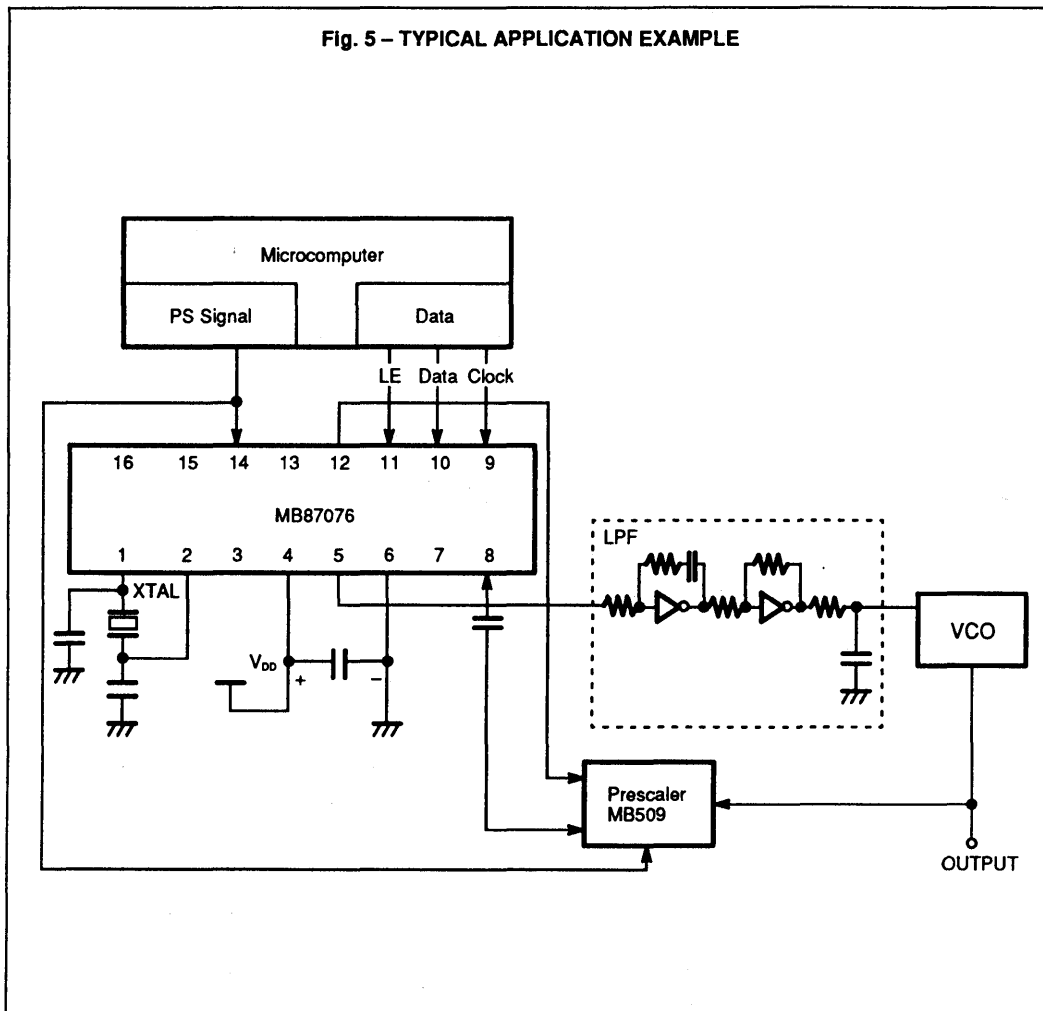 Fig. 5 – TYPICAL APPLICATION EXAMPLE
Microcomputer
PS Signal
Data
LE Data Clock
16 15 14 13 12 11 10 9
MB87076
1 2 3 4 5 6 7 8
XTAL
LPF
VDD
+
−
VCO
Prescaler
MB509
OUTPUT